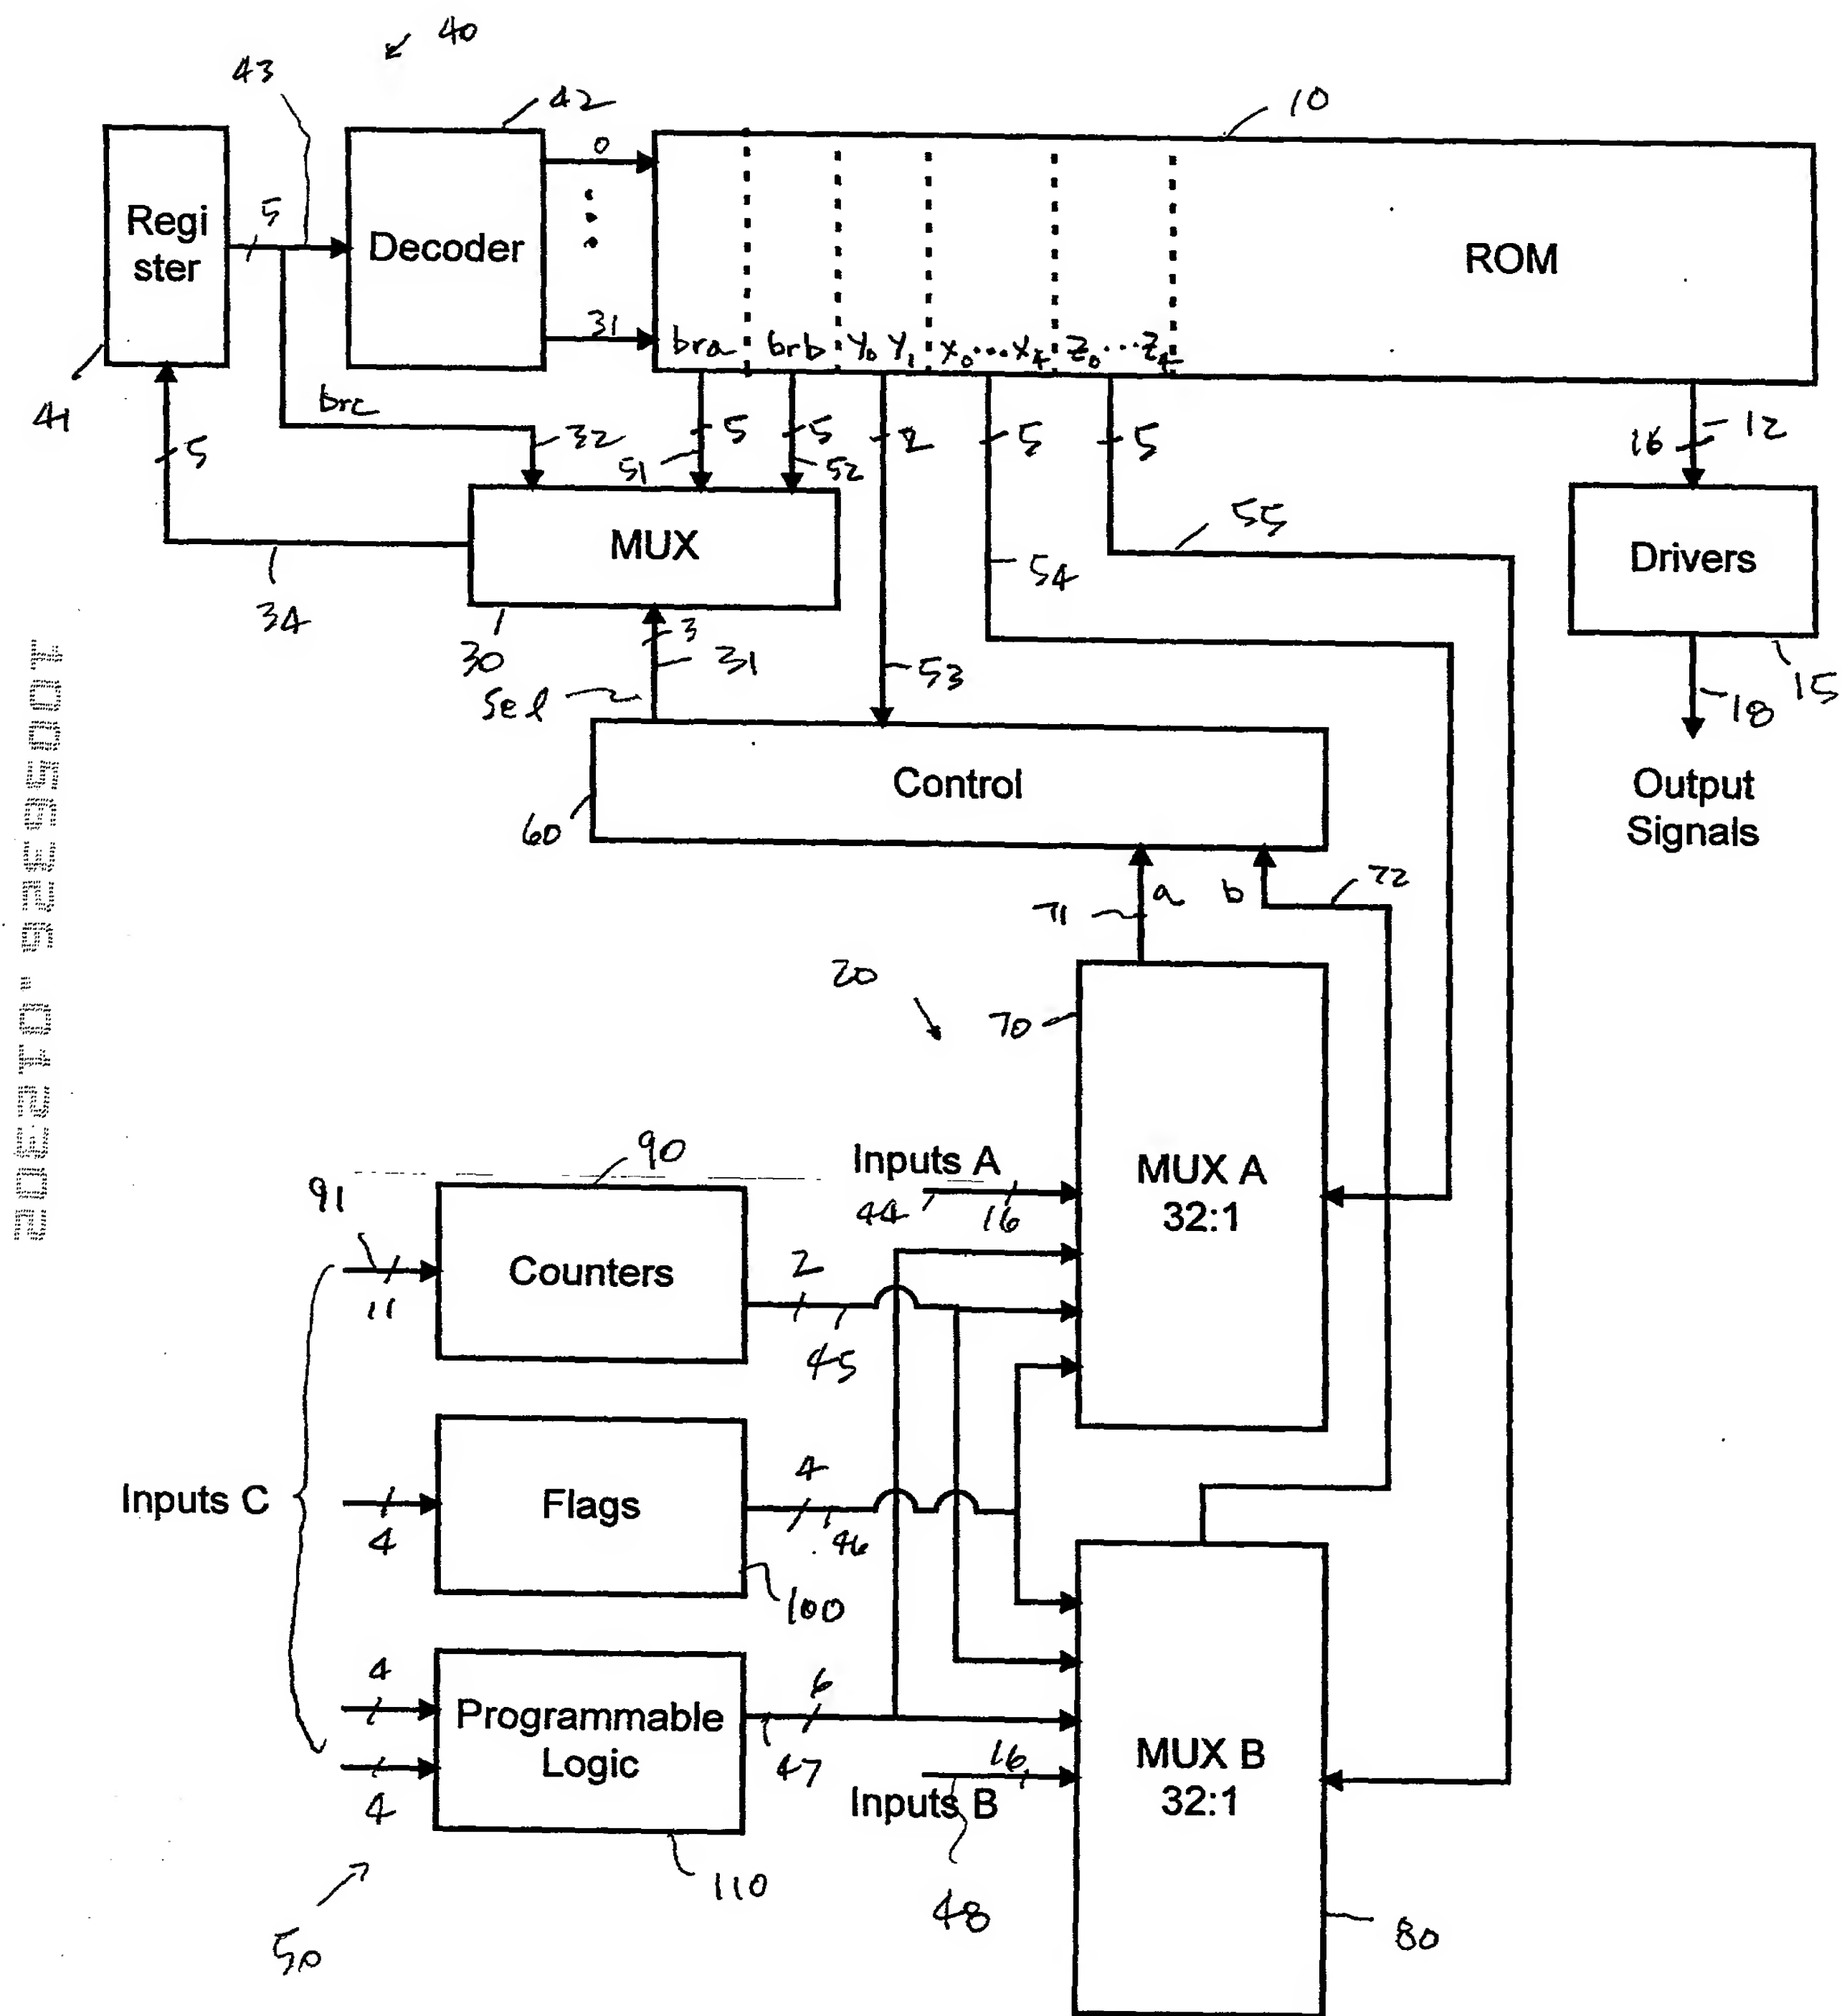 40
43
42
10
Regi
ster
5
Decoder
0
31
bra
brb
Y₀ Y₁
X₀...X₄
Z₀...Z₄
ROM
41
5
brc
32
51
5
5
52
2
5
5
16
12
MUX
34
30
3
31
Sel
53
54
55
Drivers
15
18
Output
Signals
Control
60
71
a
b
72
20
70
MUX A
32:1
Inputs A
44
16
90
91
11
Counters
2
45
Inputs C
4
Flags
4
46
100
4
4
Programmable
Logic
6
47
110
16
Inputs B
48
MUX B
32:1
80
50